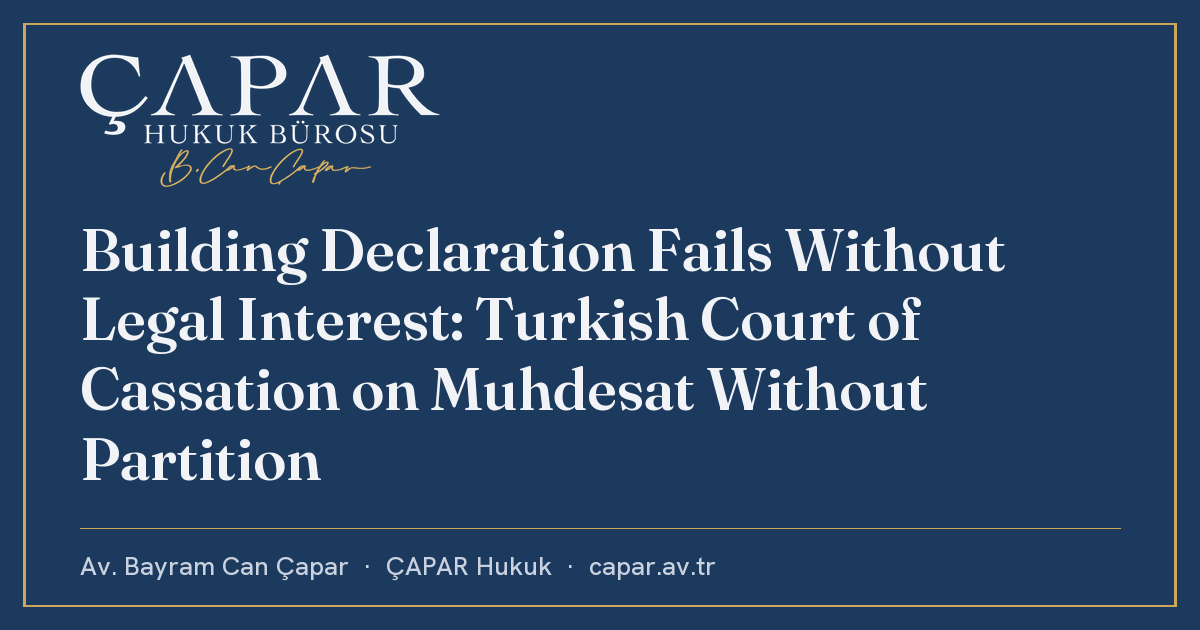 ÇAPAR
HUKUK BÜROSU
B. Can Çapar
Building Declaration Fails Without
Legal Interest: Turkish Court of
Cassation on Muhdesat Without
Partition
Av. Bayram Can Çapar · ÇAPAR Hukuk · capar.av.tr